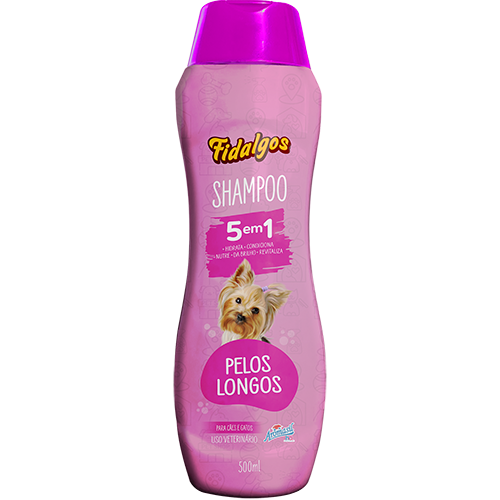 Fidalgos
SHAMPOO
5 em 1
• HIDRATA • CONDICIONA
• NUTRE • DÁ BRILHO • REVITALIZA
PELOS
LONGOS
PARA CÃES E GATOS
USO VETERINÁRIO
Aromasil
500ml